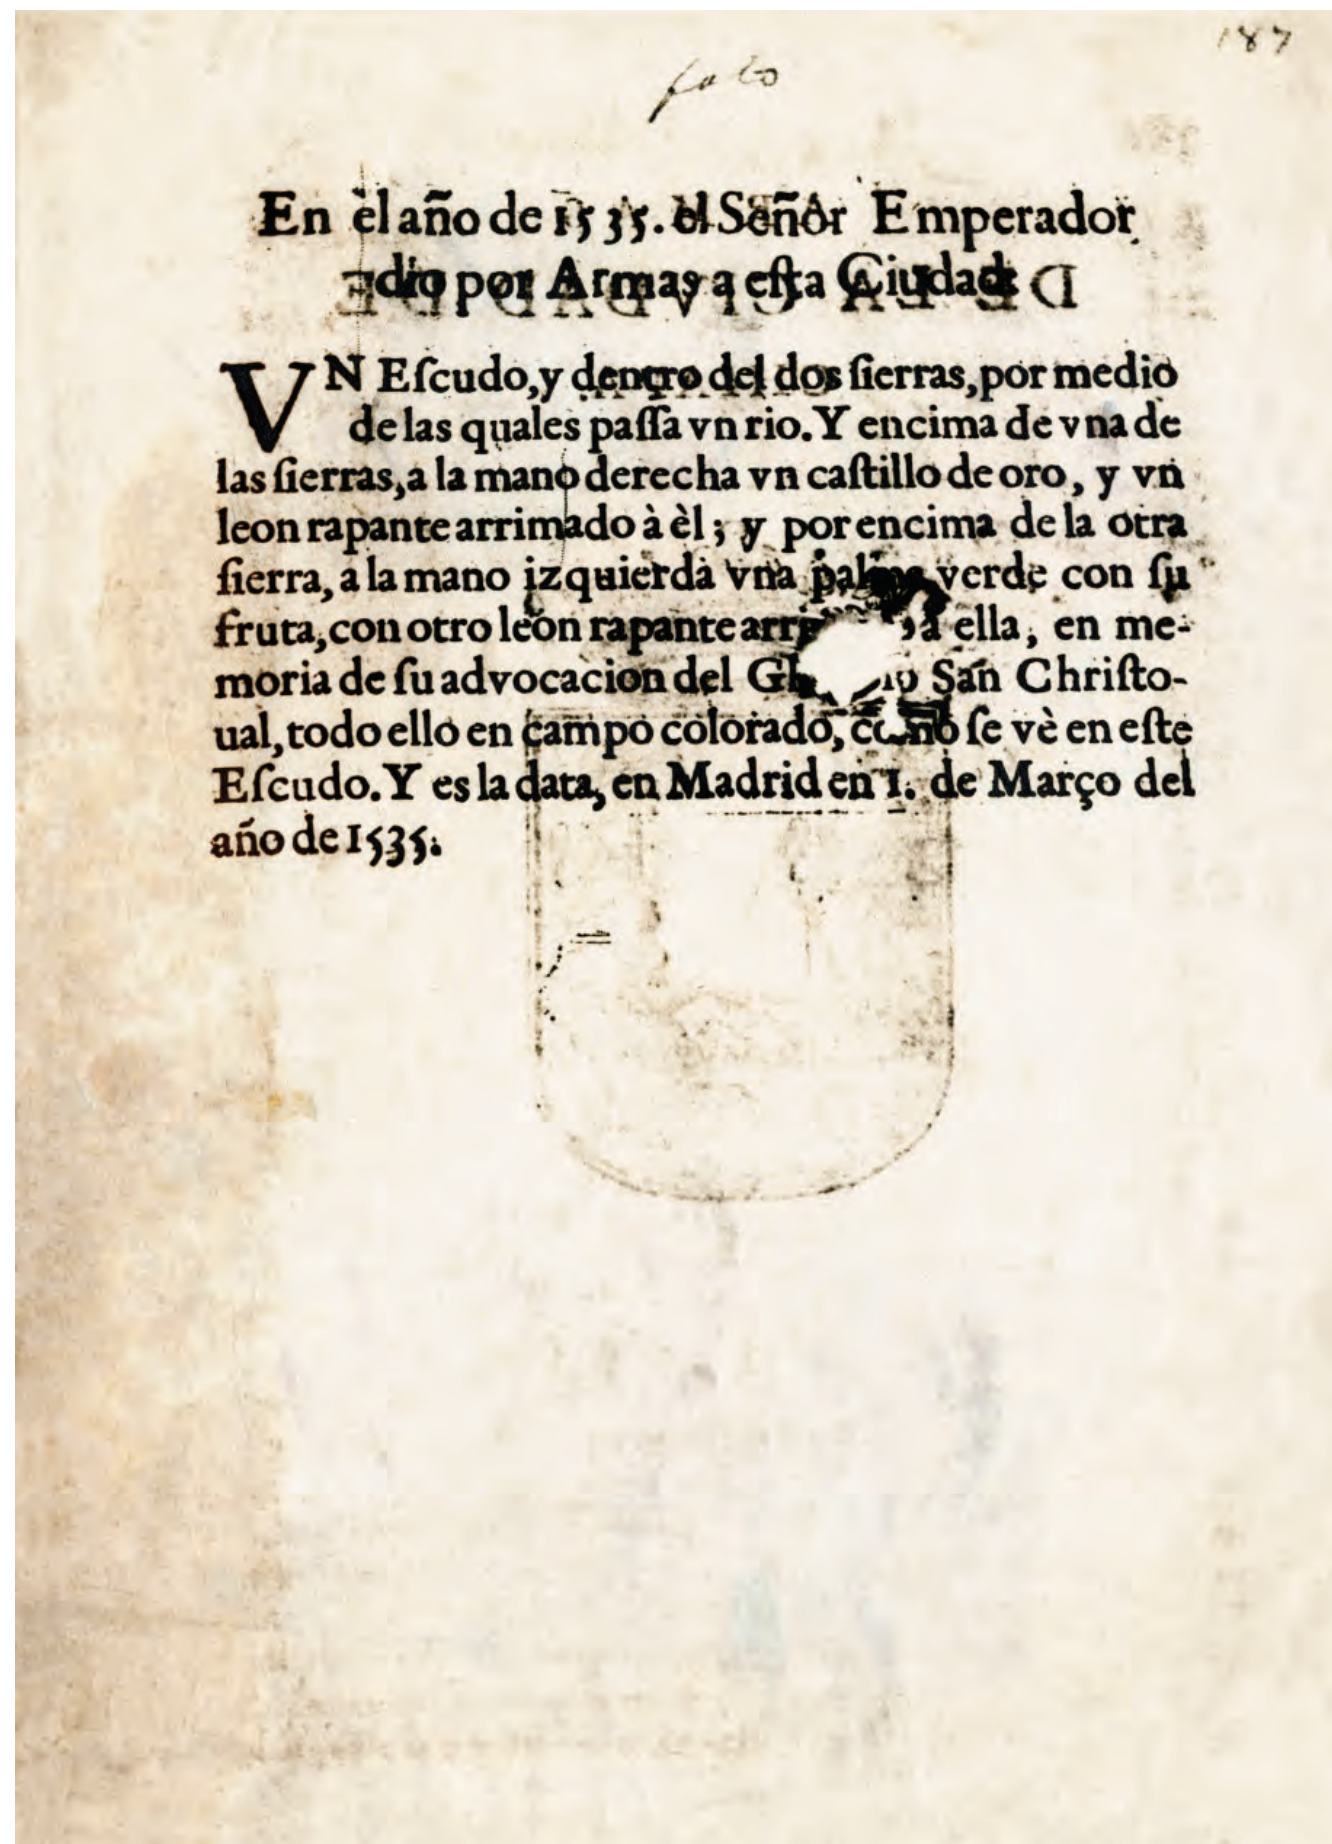 187
En èl año de 1535. el Señor Emperador
dio por Armas a eſta Ciudad
VN Eſcudo, y dentro del dos ſierras, por medio
de las quales paſſa vn rio. Y encima de vna de
las ſierras, a la mano derecha vn caſtillo de oro, y vn
leon rapante arrimado à èl; y por encima de la otra
ſierra, a la mano izquierda vna palma verde con ſu
fruta, con otro leon rapante a ella, en me-
moria de ſu advocacion del San Chriſto-
ual, todo ello en campo colorado, como ſe vè en eſte
Eſcudo. Y es la data, en Madrid en 1. de Março del
año de 1535.